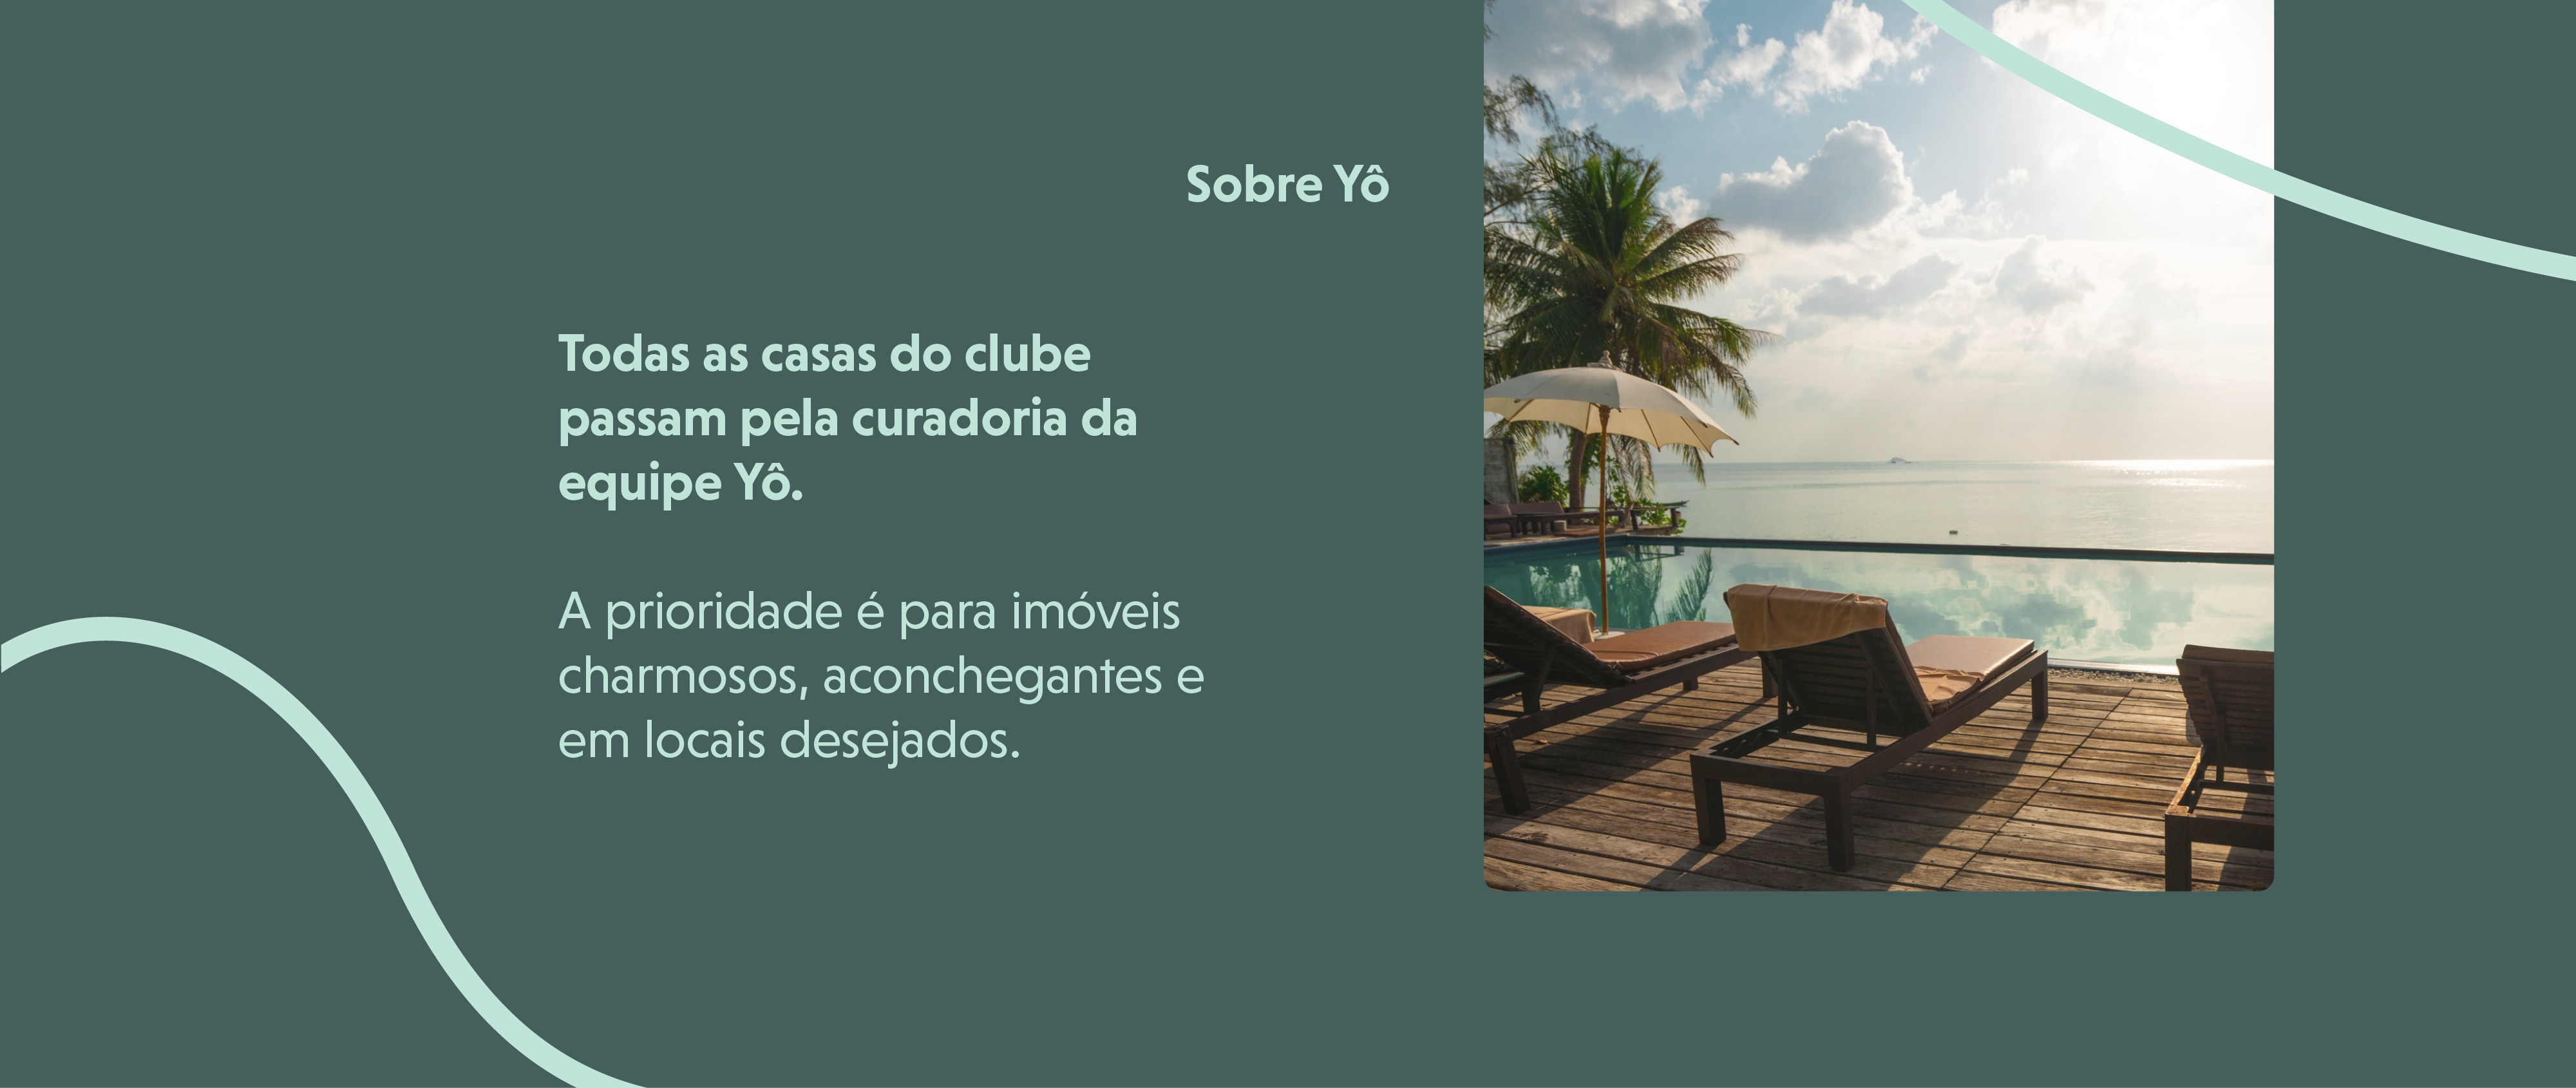 Sobre Yô
Todas as casas do clube
passam pela curadoria da
equipe Yô.
A prioridade é para imóveis
charmosos, aconchegantes e
em locais desejados.